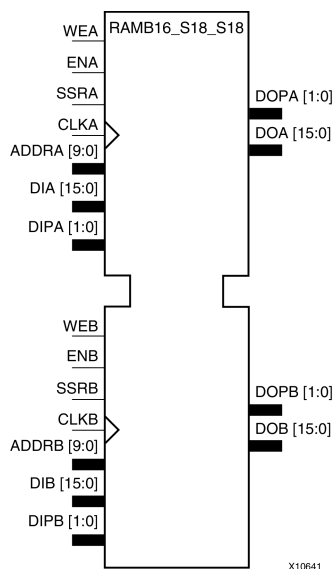 RAMB16_S18_S18
WEA
ENA
SSRA
CLKA
ADDRA [9:0]
DIA [15:0]
DIPA [1:0]
DOPA [1:0]
DOA [15:0]
WEB
ENB
SSRB
CLKB
ADDRB [9:0]
DIB [15:0]
DIPB [1:0]
DOPB [1:0]
DOB [15:0]
X10641